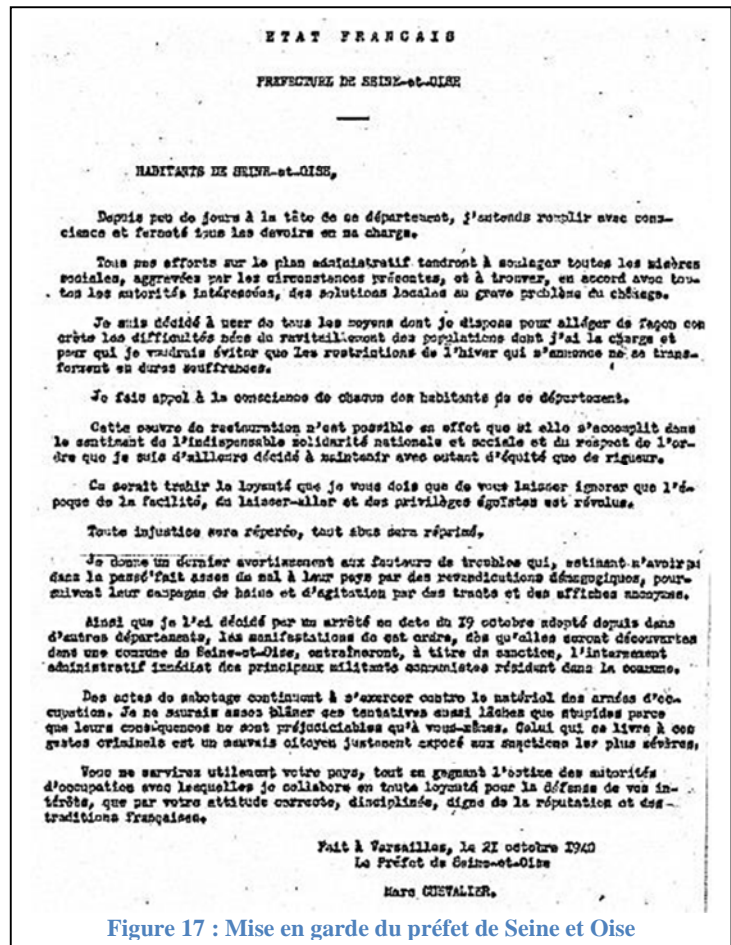 ETAT FRANCAIS
PREFECTURE DE SEINE-et-OISE
HABITANTS DE SEINE-et-OISE,
Depuis peu de jours à la tête de ce département, j'entends remplir avec cons-
cience et fermeté tous les devoirs en ma charge.
Tous mes efforts sur le plan administratif tendront à soulager toutes les misères
sociales, aggravées par les circonstances présentes, et à trouver, en accord avec tou-
tes les autorités intéressées, des solutions locales au grave problème du chômage.
Je suis décidé à user de tous les moyens dont je dispose pour alléger de façon con
crète les difficultés nées du ravitaillement des populations dont j'ai la charge et
pour qui je voudrais éviter que les restrictions de l'hiver qui s'annonce ne se trans-
forment en dures souffrances.
Je fais appel à la conscience de chacun des habitants de ce département.
Cette oeuvre de restauration n'est possible en effet que si elle s'accomplit dans
le sentiment de l'indispensable solidarité nationale et sociale et du respect de l'or-
dre que je suis d'ailleurs décidé à maintenir avec autant d'équité que de rigueur.
Ce serait trahir la loyauté que je vous dois que de vous laisser ignorer que l'é-
poque de la facilité, du laisser-aller et des privilèges égoïstes est révolue.
Toute injustice sera réparée, tout abus sera réprimé.
Je donne un dernier avertissement aux fauteurs de troubles qui, estimant n'avoir pas
dans le passé fait assez de mal à leur pays par des revendications démagogiques, pour-
suivent leur campagne de haine et d'agitation par des tracts et des affiches anonymes.
Ainsi que je l'ai décidé par un arrêté en date du 19 octobre adopté depuis dans
d'autres départements, les manifestations de cet ordre, dès qu'elles seront découvertes
dans une commune de Seine-et-Oise, entraîneront, à titre de sanction, l'internement
administratif immédiat des principaux militants communistes résidant dans la commune.
Des actes de sabotage continuent à s'exercer contre le matériel des armées d'oc-
cupation. Je ne saurais assez blâmer ces tentatives aussi lâches que stupides parce
que leurs conséquences ne sont préjudiciables qu'à vous-mêmes. Celui qui se livre à ces
gestes criminels est un mauvais citoyen justement exposé aux sanctions les plus sévères.
Vous ne servirez utilement votre pays, tout en gagnant l'estime des autorités
d'occupation avec lesquelles je collabore en toute loyauté pour la défense de vos in-
térêts, que par votre attitude correcte, disciplinée, digne de la réputation et des
traditions françaises.
Fait à Versailles, le 21 octobre 1940
Le Préfet de Seine-et-Oise
Marc CHEVALIER.
Figure 17 : Mise en garde du préfet de Seine et Oise